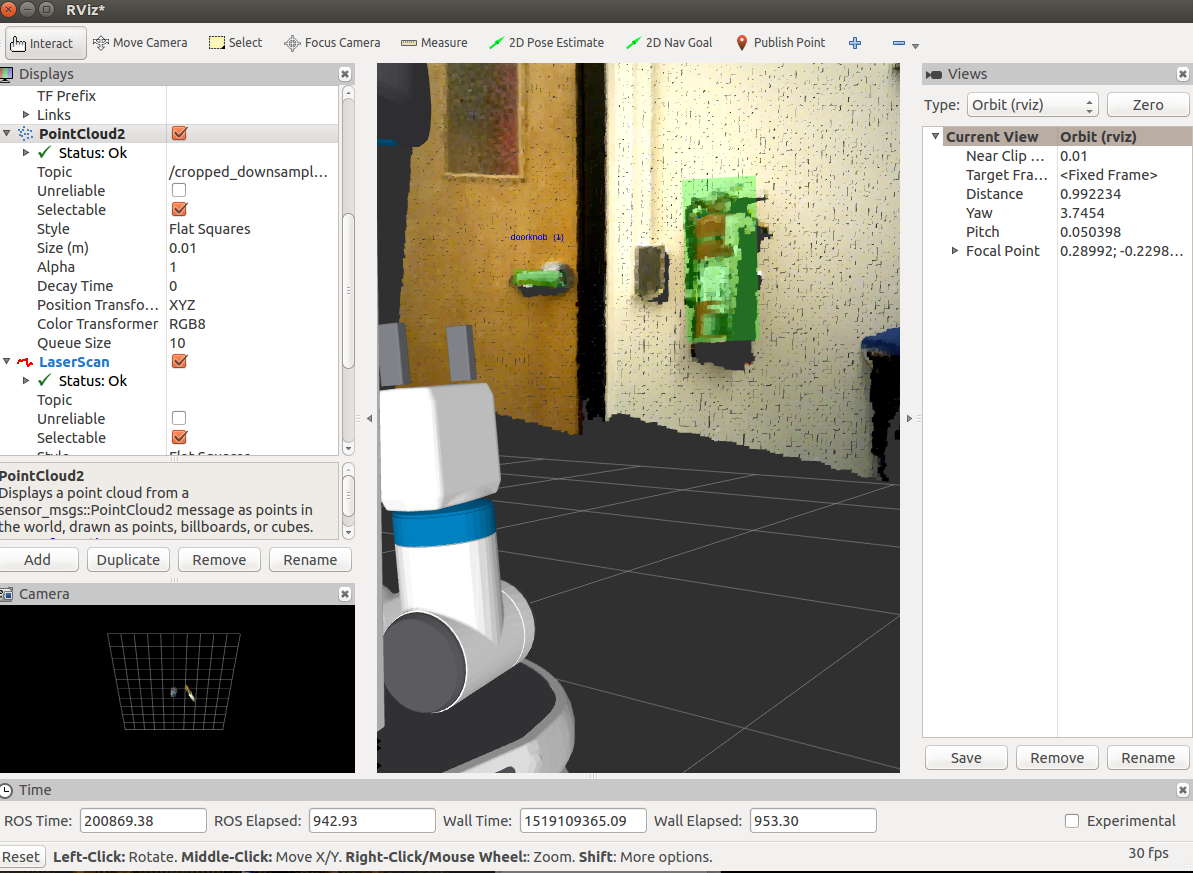 RViz*
Interact Move Camera Select Focus Camera Measure 2D Pose Estimate 2D Nav Goal Publish Point
Displays
TF Prefix
Links
PointCloud2
Status: Ok
Topic /cropped_downsampl...
Unreliable
Selectable
Style Flat Squares
Size (m) 0.01
Alpha 1
Decay Time 0
Position Transfo... XYZ
Color Transformer RGB8
Queue Size 10
LaserScan
Status: Ok
Topic
Unreliable
Selectable
Style Flat Squares
PointCloud2
Displays a point cloud from a
sensor_msgs::PointCloud2 message as points in
the world, drawn as points, billboards, or cubes.
Add Duplicate Remove Rename
Camera
doorknob (1)
Views
Type: Orbit (rviz) Zero
Current View Orbit (rviz)
Near Clip ... 0.01
Target Fra... <Fixed Frame>
Distance 0.992234
Yaw 3.7454
Pitch 0.050398
Focal Point 0.28992; -0.2298...
Save Remove Rename
Time
ROS Time: 200869.38 ROS Elapsed: 942.93 Wall Time: 1519109365.09 Wall Elapsed: 953.30 Experimental
Reset Left-Click: Rotate. Middle-Click: Move X/Y. Right-Click/Mouse Wheel:: Zoom. Shift: More options. 30 fps